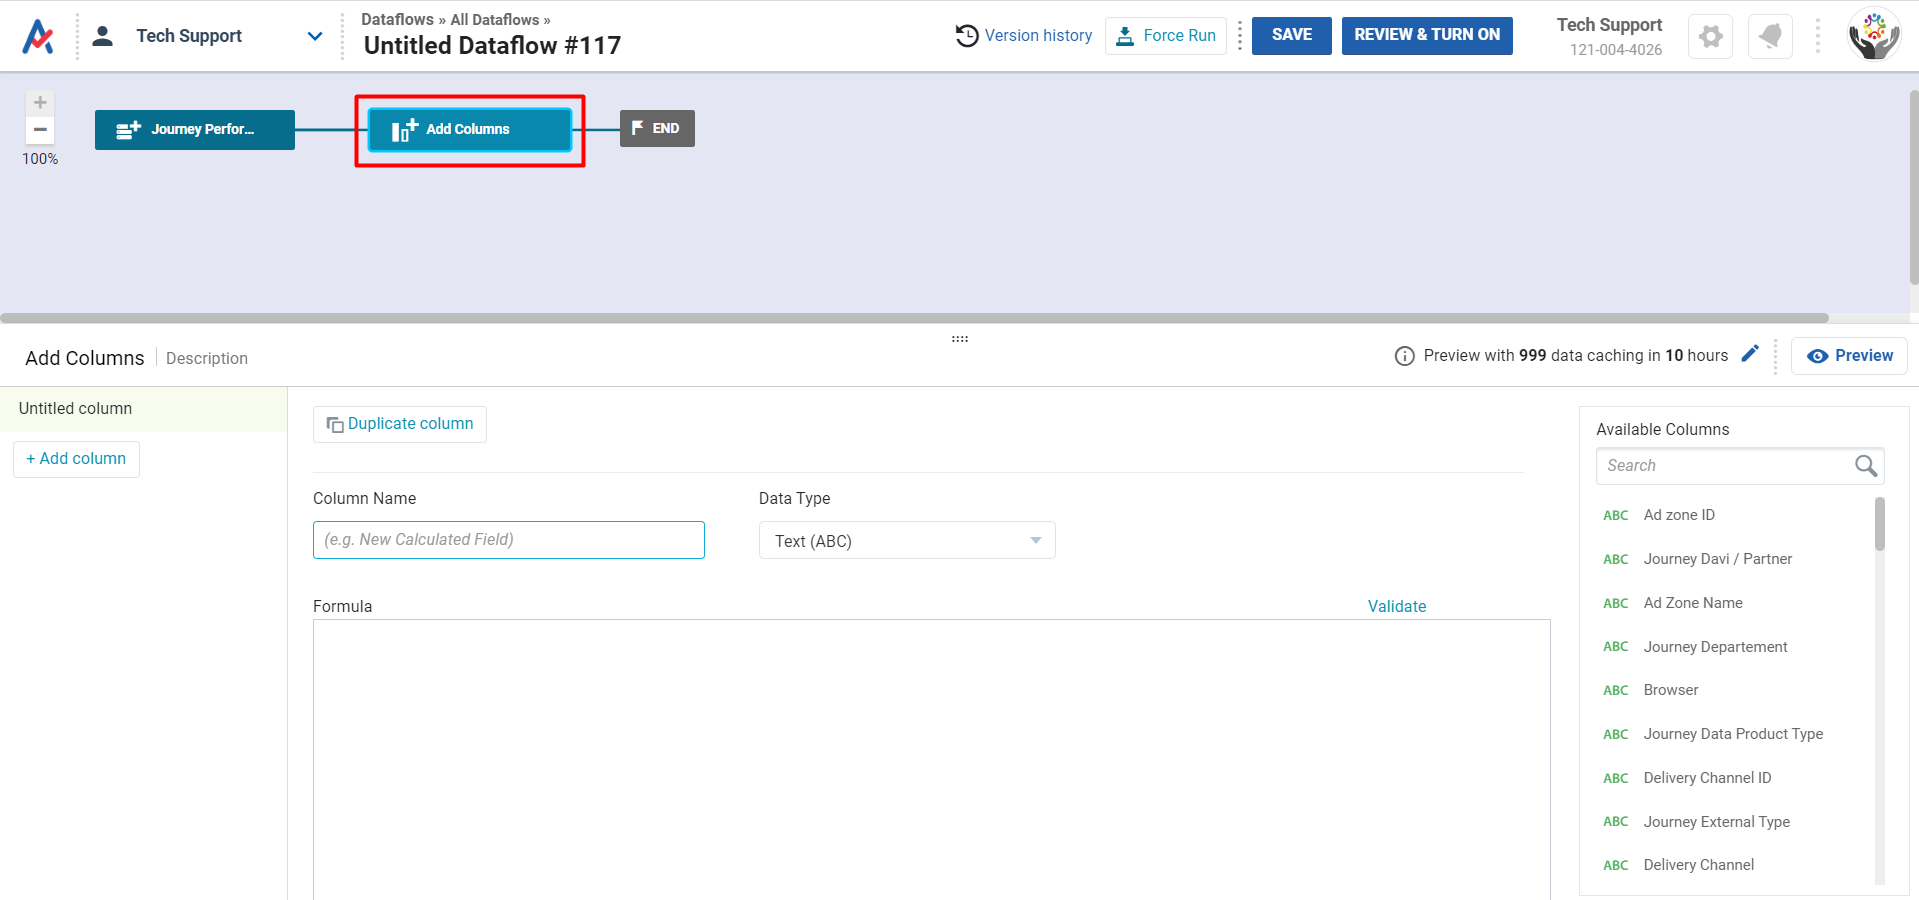 Tech Support
Dataflows » All Dataflows »
Untitled Dataflow #117
Version history
Force Run
SAVE
REVIEW & TURN ON
Tech Support
121-004-4026
100%
Journey Perfor...
Add Columns
END
Add Columns
Description
Preview with 999 data caching in 10 hours
Preview
Untitled column
+ Add column
Duplicate column
Column Name
(e.g. New Calculated Field)
Data Type
Text (ABC)
Formula
Validate
Available Columns
Search
ABC Ad zone ID
ABC Journey Davi / Partner
ABC Ad Zone Name
ABC Journey Departement
ABC Browser
ABC Journey Data Product Type
ABC Delivery Channel ID
ABC Journey External Type
ABC Delivery Channel